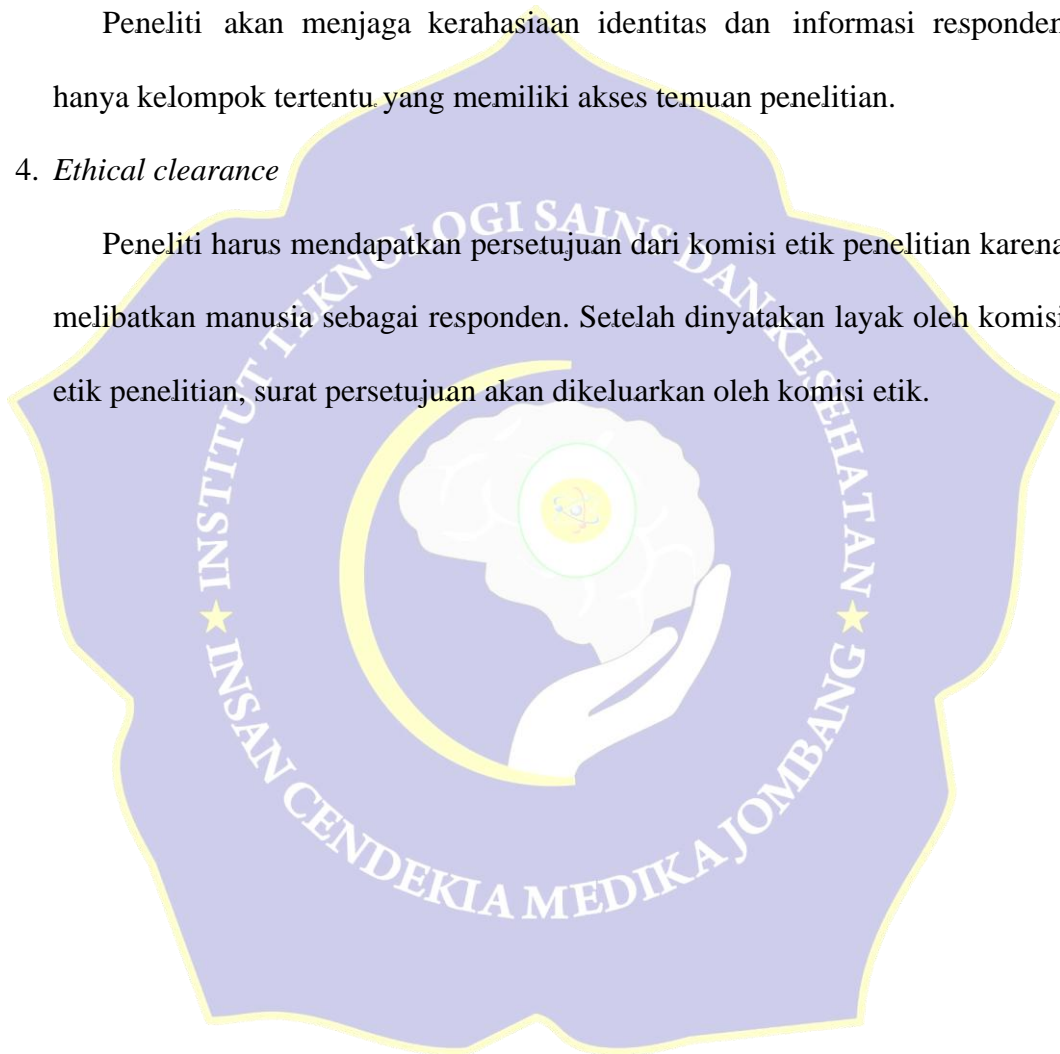 Peneliti akan menjaga kerahasiaan identitas dan informasi responden
hanya kelompok tertentu yang memiliki akses temuan penelitian.
4. Ethical clearance
Peneliti harus mendapatkan persetujuan dari komisi etik penelitian karena
melibatkan manusia sebagai responden. Setelah dinyatakan layak oleh komisi
etik penelitian, surat persetujuan akan dikeluarkan oleh komisi etik.
INSTITUT TEKNOLOGI SAINS DAN KESEHATAN
INSAN CENDEKIA MEDIKA JOMBANG